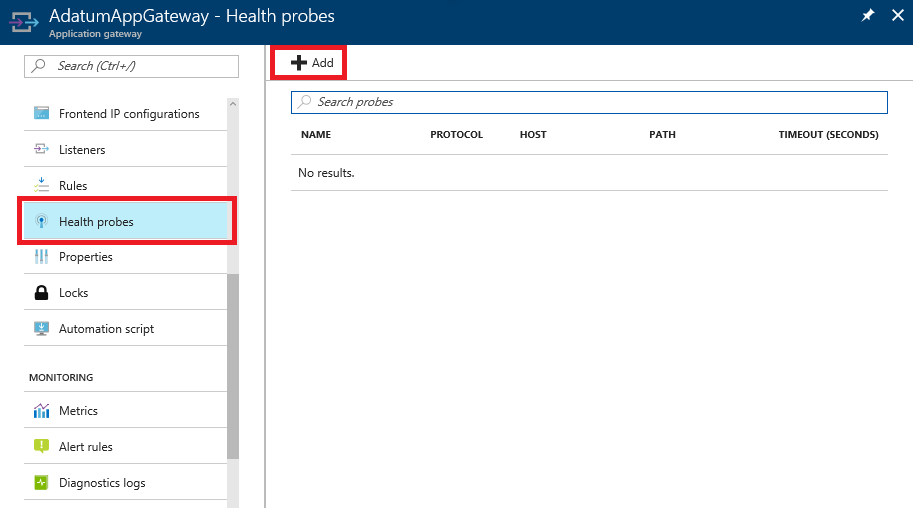 AdatumAppGateway - Health probes
Application gateway
Search (Ctrl+/)
Frontend IP configurations
Listeners
Rules
Health probes
Properties
Locks
Automation script
MONITORING
Metrics
Alert rules
Diagnostics logs
Add
Search probes
NAME PROTOCOL HOST PATH TIMEOUT (SECONDS)
No results.